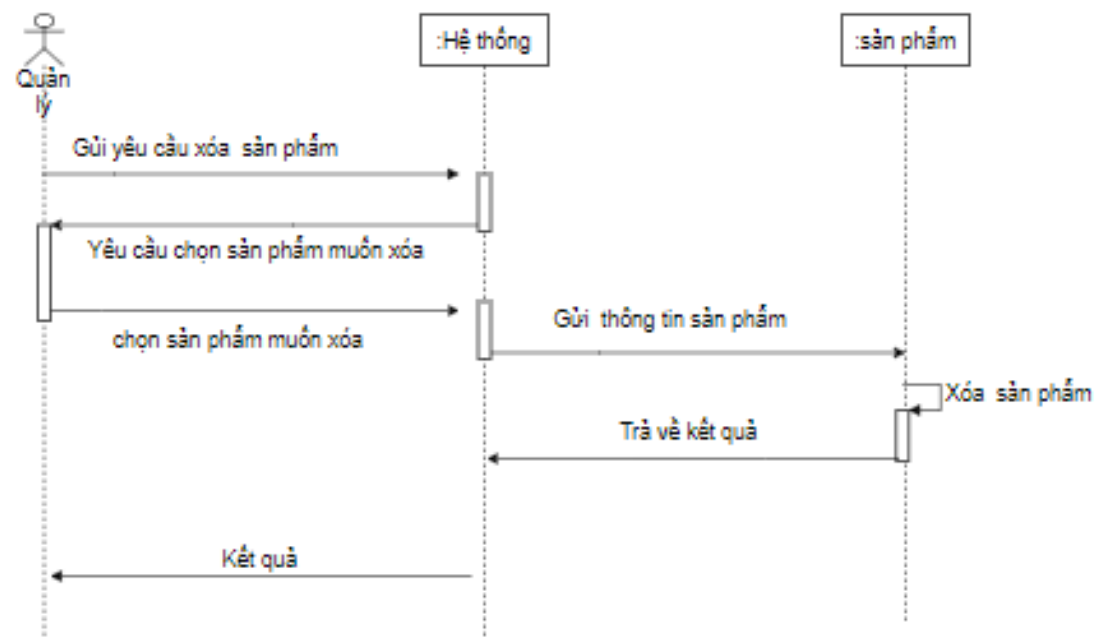 :Hệ thống
:sản phẩm
Quản
lý
Gủi yêu cầu xóa sản phẩm
Yêu cầu chọn sản phẩm muốn xóa
chọn sản phẩm muốn xóa
Gửi thông tin sản phẩm
Xóa sản phẩm
Trả về kết quả
Kết quả